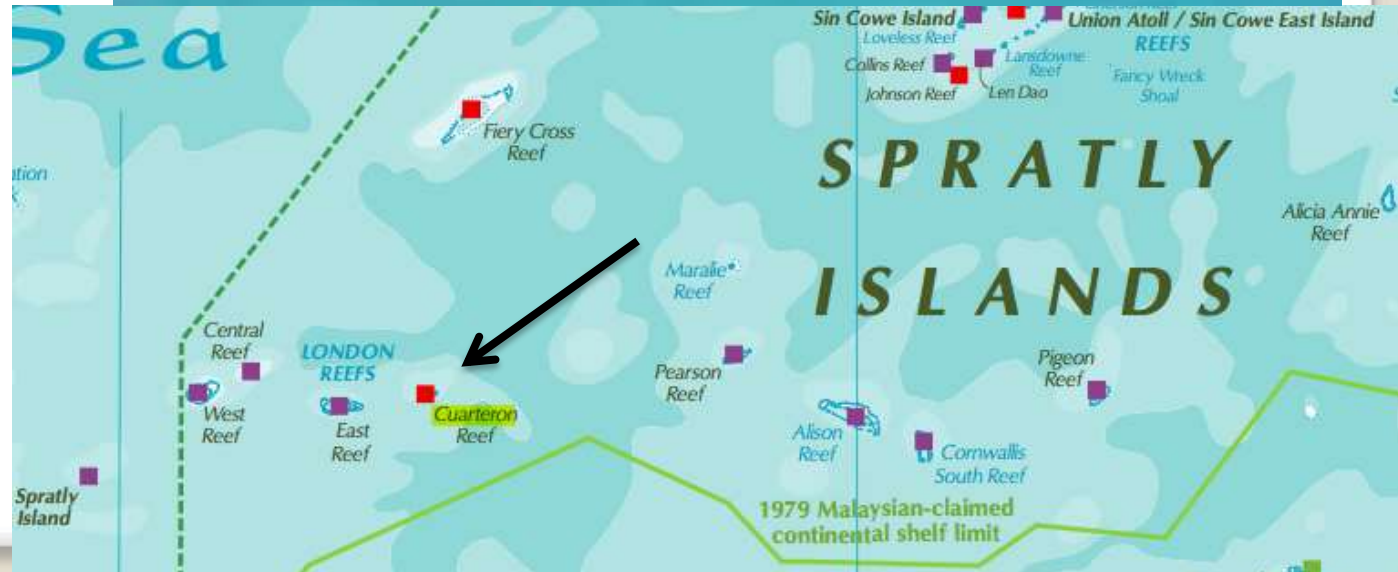 Sea
Sin Cowe Island
Union Atoll / Sin Cowe East Island
REEFS
Loveless Reef
Collins Reef
Lansdowne
Reef
Fancy Wreck
Shoal
Johnson Reef
Len Dao
Fiery Cross
Reef
SPRATLY
ISLANDS
Alicia Annie
Reef
Maralie
Reef
Central
Reef
LONDON
REEFS
West
Reef
East
Reef
Cuarteron
Reef
Pearson
Reef
Pigeon
Reef
Alison
Reef
Cornwallis
South Reef
Spratly
Island
1979 Malaysian-claimed
continental shelf limit